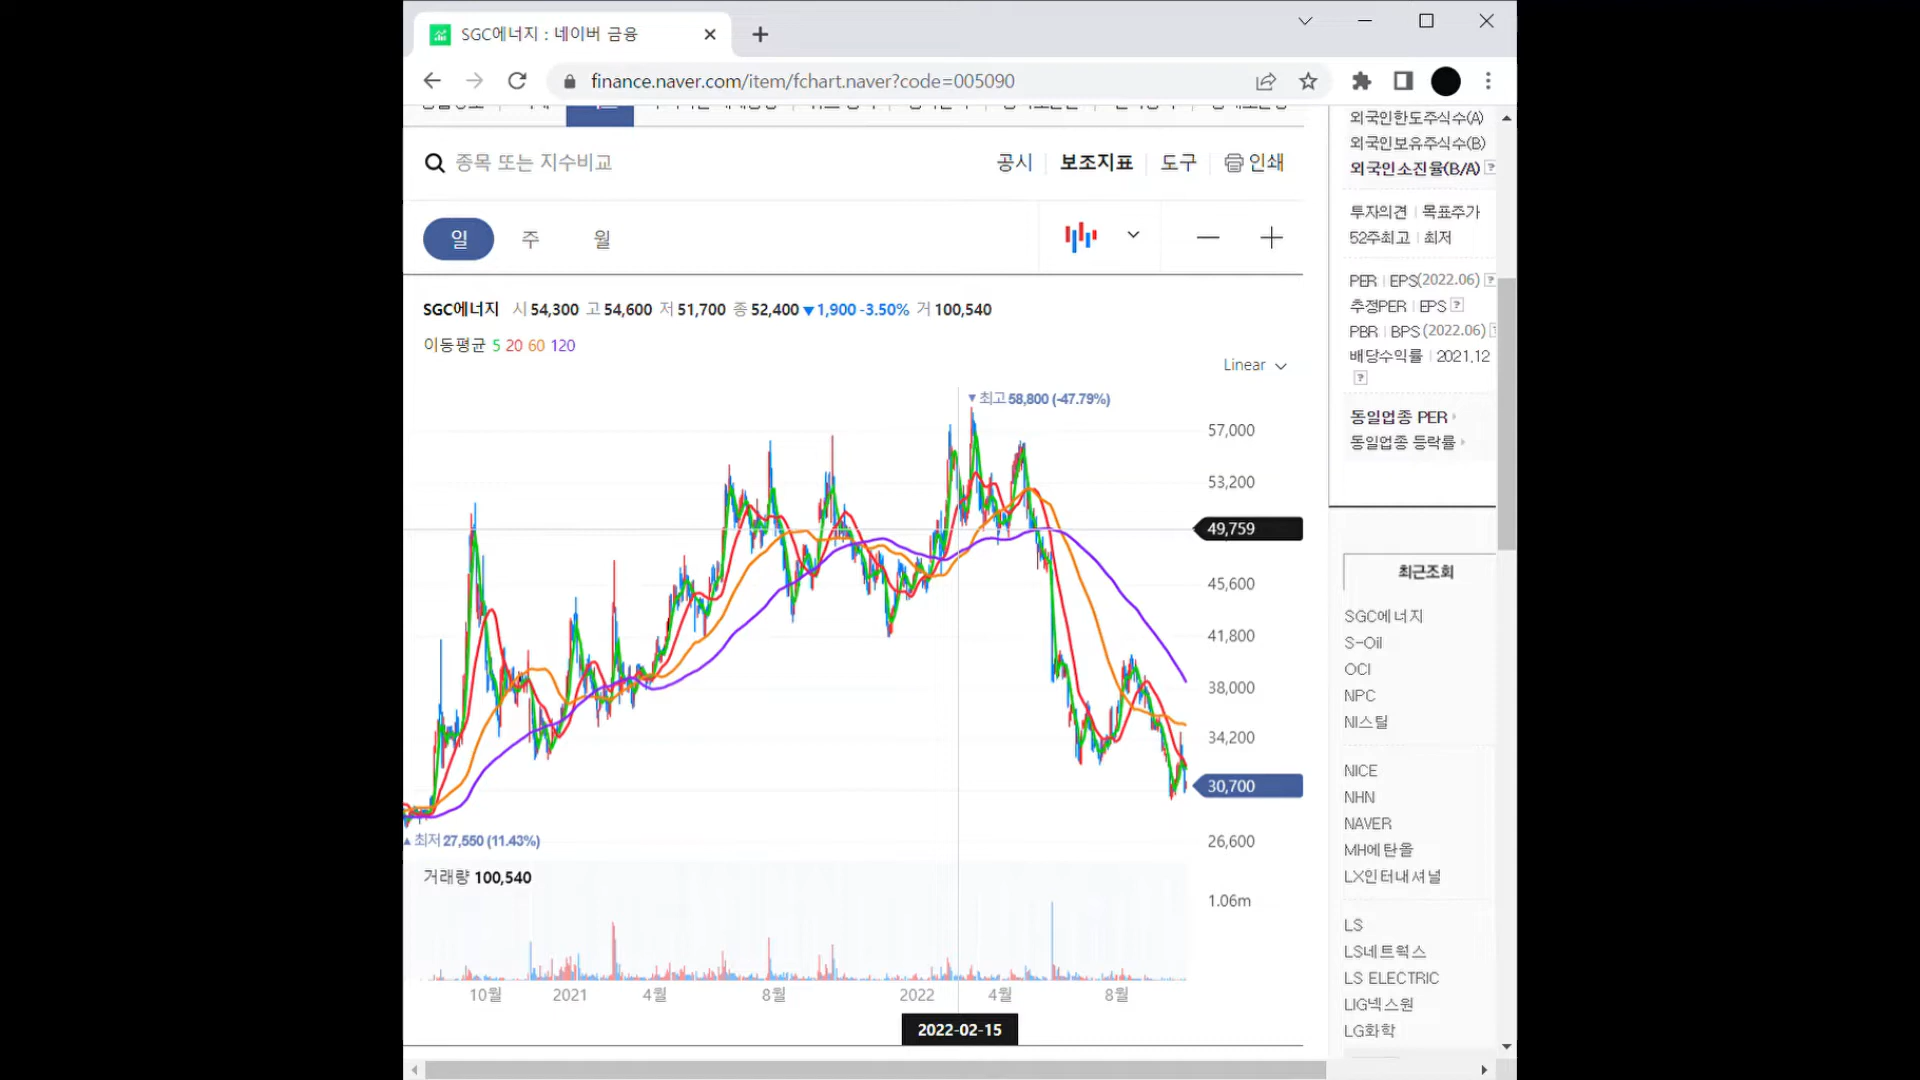 SGC에너지 : 네이버 금융
finance.naver.com/item/fchart.naver?code=005090
종목 또는 지수비교
공시 보조지표 도구 인쇄
일 주 월
SGC에너지 시 54,300 고 54,600 저 51,700 종 52,400 ▼1,900 -3.50% 거 100,540
이동평균 5 20 60 120
Linear
▼최고 58,800 (-47.79%)
57,000
53,200
49,759
45,600
41,800
38,000
34,200
30,700
▲최저 27,550 (11.43%)
26,600
거래량 100,540
1.06m
10월 2021 4월 8월 2022 4월 8월
2022-02-15
외국인한도주식수(A)
외국인보유주식수(B)
외국인소진율(B/A) ?
투자의견 | 목표주가
52주최고 | 최저
PER | EPS(2022.06) ?
추정PER | EPS ?
PBR | BPS (2022.06) ?
배당수익률 | 2021.12
?
동일업종 PER
동일업종 등락률
최근조회
SGC에너지
S-Oil
OCI
NPC
NI스틸
NICE
NHN
NAVER
MH에탄올
LX인터내셔널
LS
LS네트웍스
LS ELECTRIC
LIG넥스원
LG화학